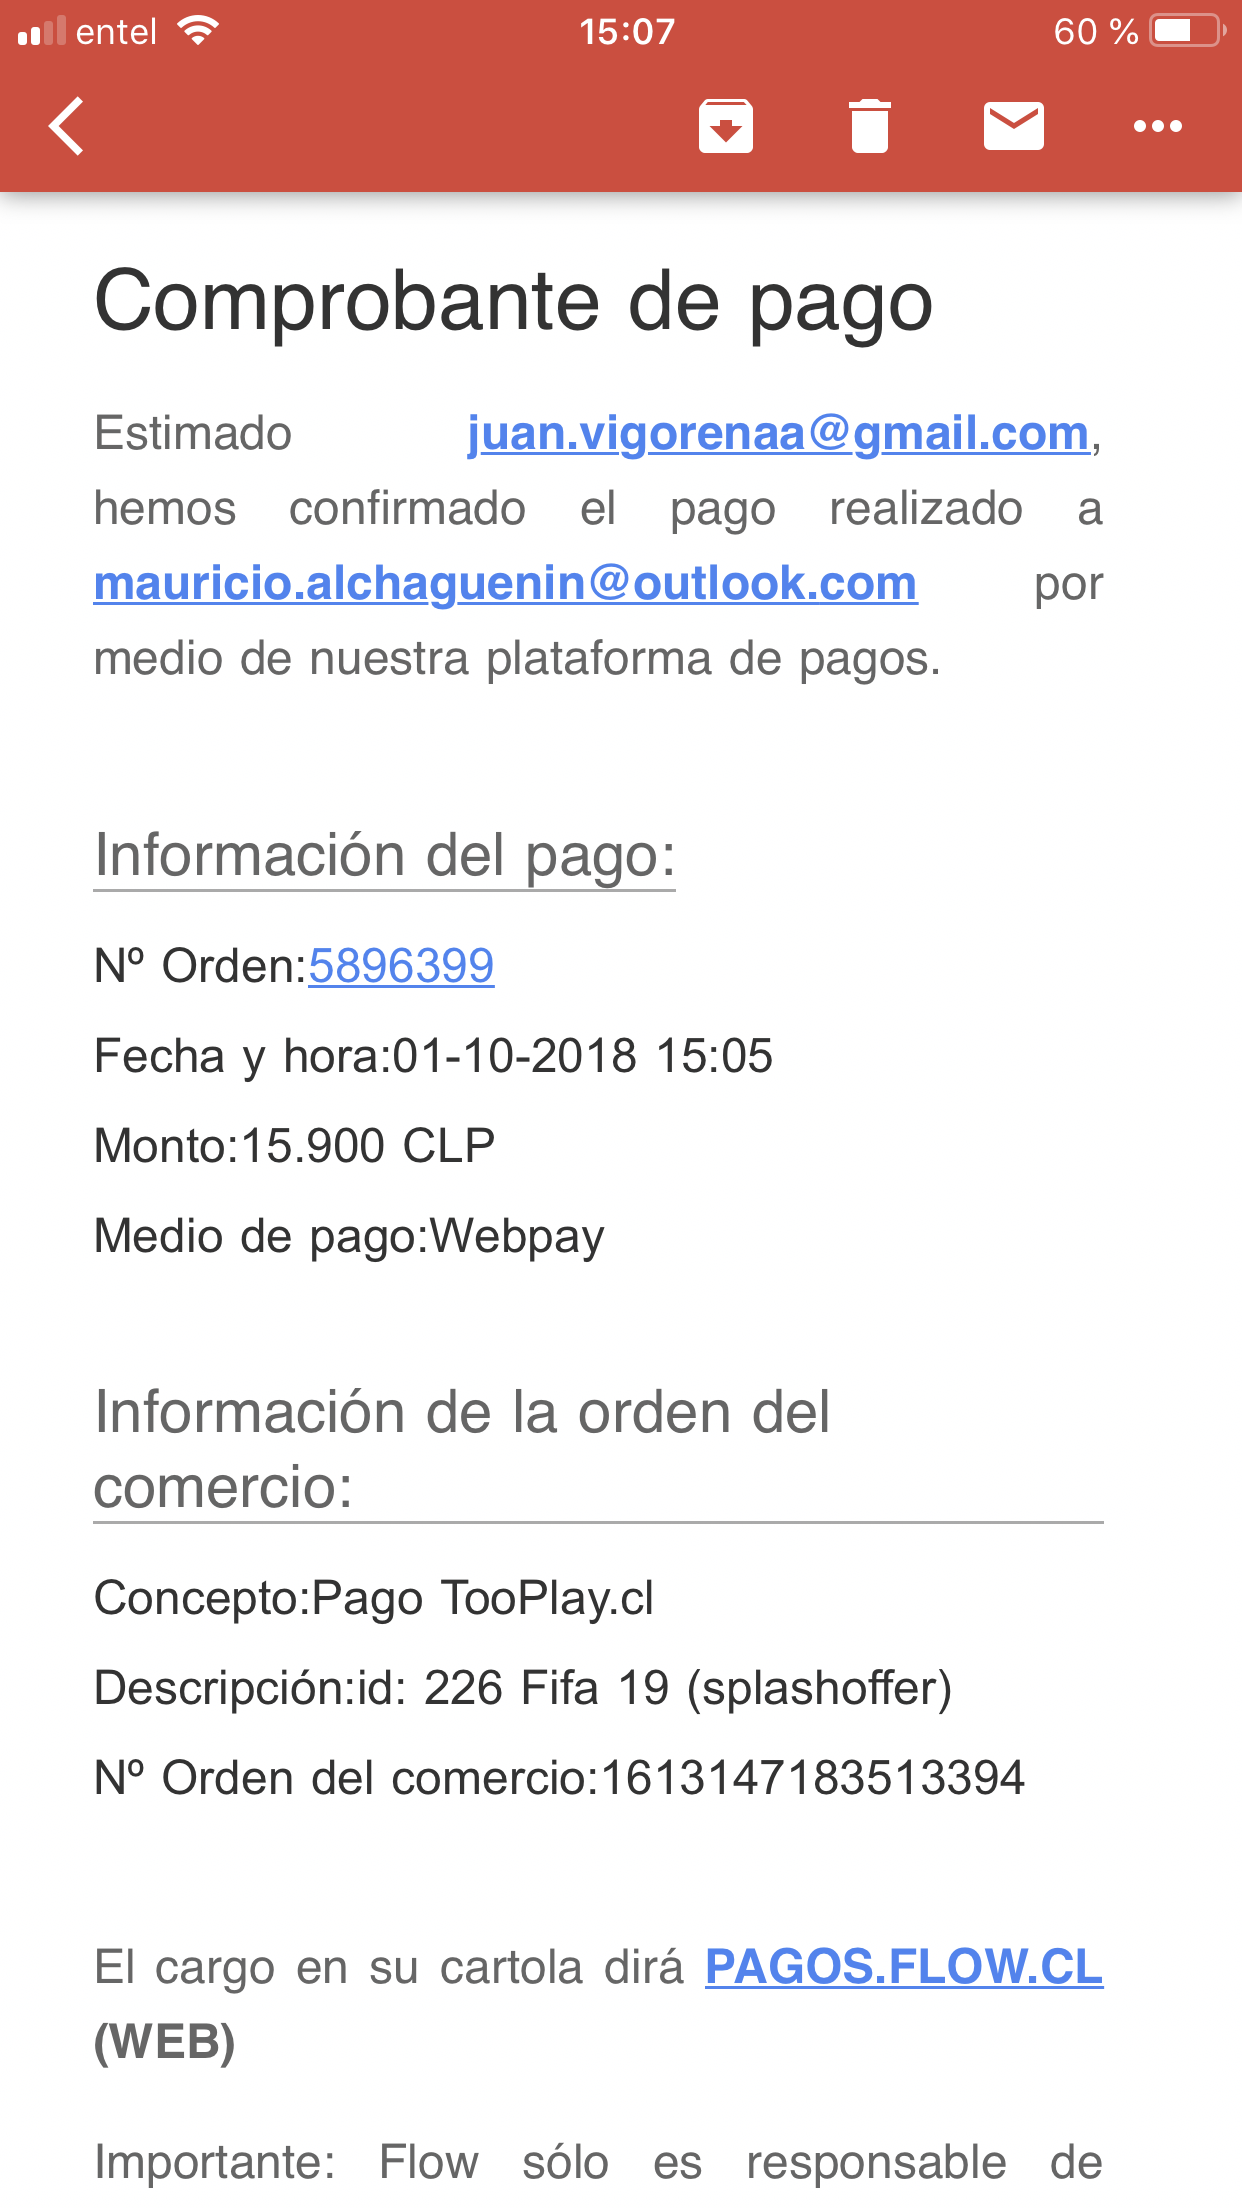 entel 15:07 60 %
Comprobante de pago
Estimado juan.vigorenaa@gmail.com,
hemos confirmado el pago realizado a
mauricio.alchaguenin@outlook.com por
medio de nuestra plataforma de pagos.
Información del pago:
Nº Orden:5896399
Fecha y hora:01-10-2018 15:05
Monto:15.900 CLP
Medio de pago:Webpay
Información de la orden del
comercio:
Concepto:Pago TooPlay.cl
Descripción:id: 226 Fifa 19 (splashoffer)
Nº Orden del comercio:1613147183513394
El cargo en su cartola dirá PAGOS.FLOW.CL
(WEB)
Importante: Flow sólo es responsable de